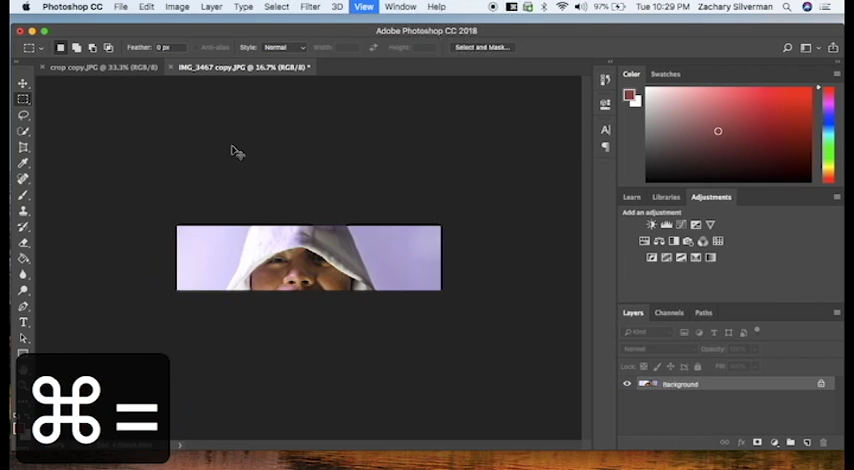 Photoshop CC File Edit Image Layer Type Select Filter 3D View Window Help 97% Tue 10:29 PM Zachary Silverman
Adobe Photoshop CC 2018
Feather: 0 px Anti-alias Style: Normal Width: Height: Select and Mask...
crop copy.JPG @ 33.3% (RGB/8) IMG_3467 copy.JPG @ 16.7% (RGB/8) *
Color Swatches
Learn Libraries Adjustments
Add an adjustment
Layers Channels Paths
Kind
Normal Opacity: 100%
Lock: Fill: 100%
Background
⌘=